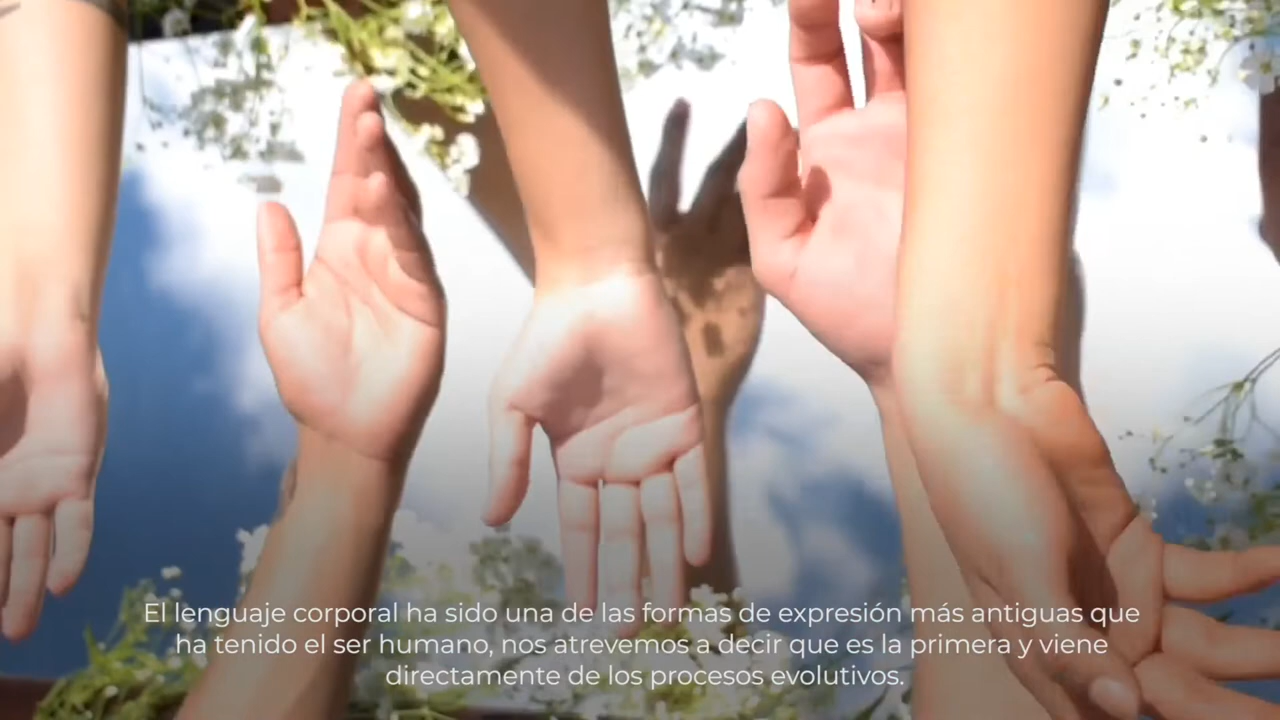 El lenguaje corporal ha sido una de las formas de expresión más antiguas que
ha tenido el ser humano, nos atrevemos a decir que es la primera y viene
directamente de los procesos evolutivos.